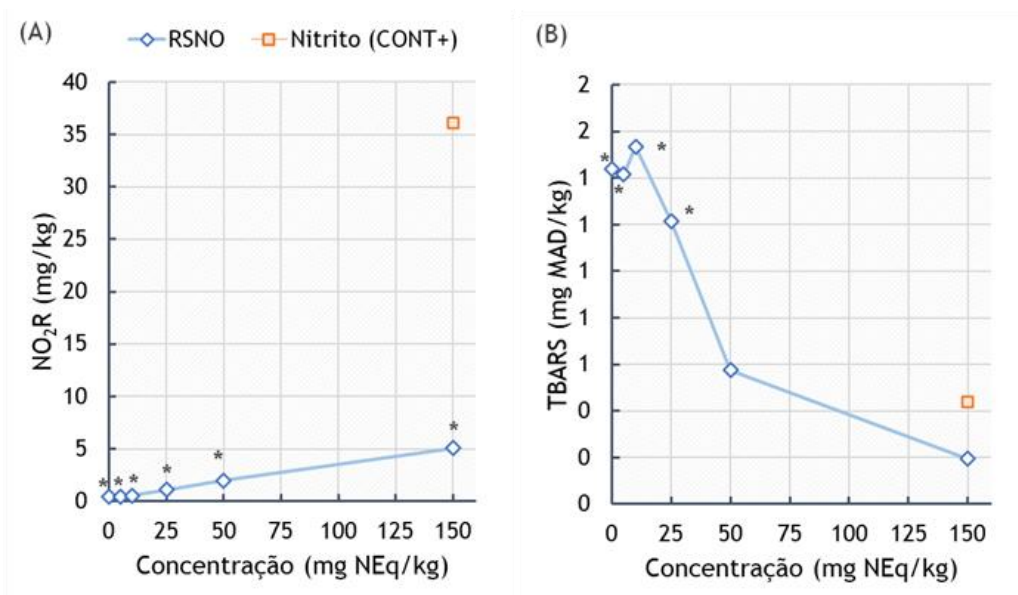 (A)
RSNO
Nitrito (CONT+)
NO₂R (mg/kg)
40
35
30
25
20
15
10
5
0
* * * * * *
0 25 50 75 100 125 150
Concentração (mg NEq/kg)
(B)
TBARS (mg MAD/kg)
2
2
1
1
1
1
1
0
0
0
* * * *
0 25 50 75 100 125 150
Concentração (mg NEq/kg)